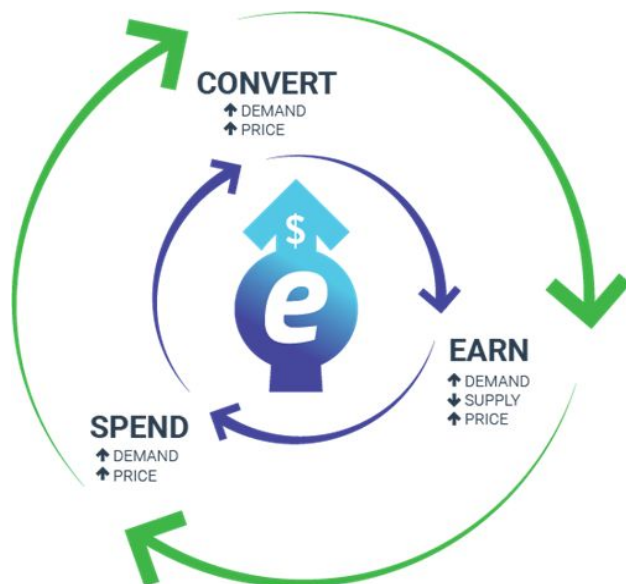 CONVERT
↑ DEMAND
↑ PRICE
$
e
EARN
↑ DEMAND
↓ SUPPLY
↑ PRICE
SPEND
↑ DEMAND
↑ PRICE